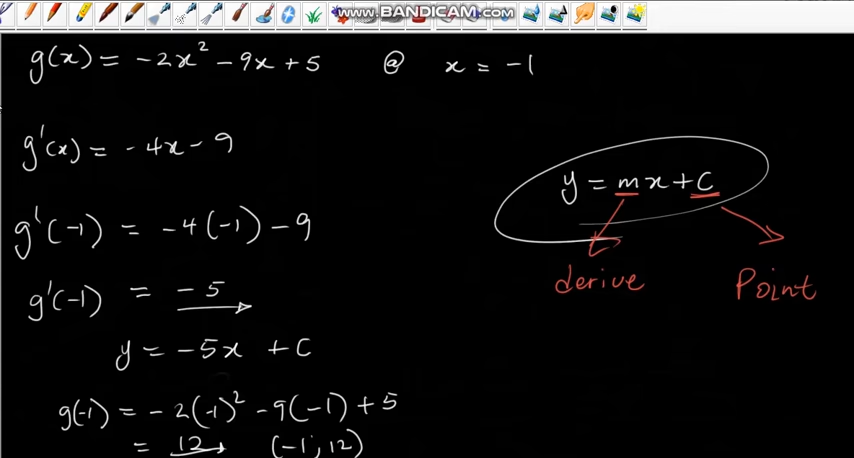 www.BANDICAM.com
g(x) = -2x² - 9x + 5 @ x = -1
g'(x) = -4x - 9
y = mx + c
g'(-1) = -4(-1) - 9
derive Point
g'(-1) = -5
y = -5x + c
g(-1) = -2(-1)² - 9(-1) + 5
= 12 (-1; 12)